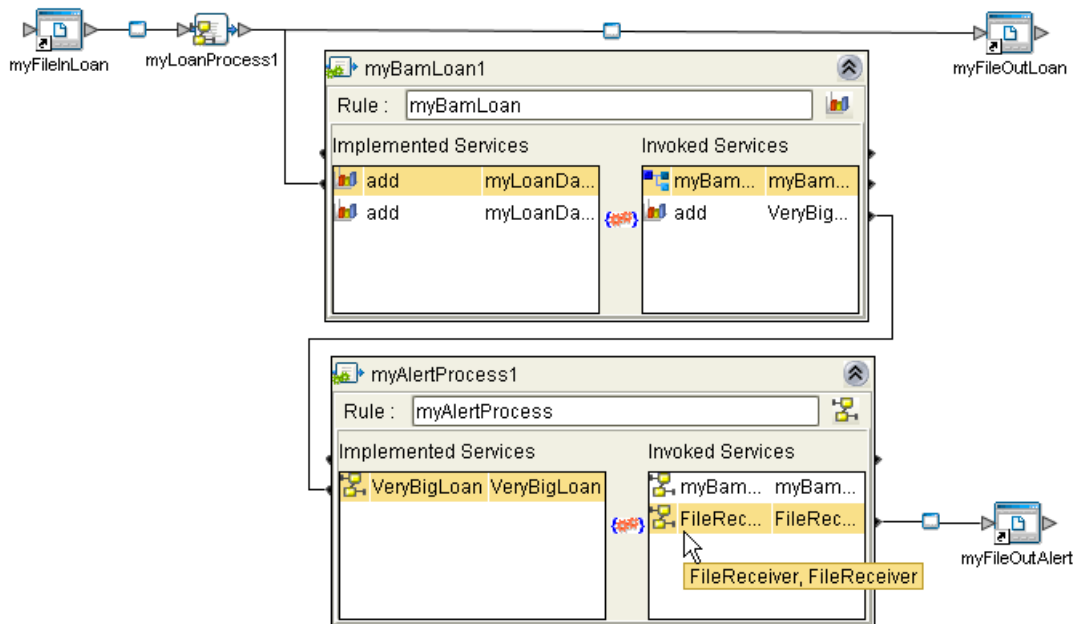 myFileInLoan
myLoanProcess1
myFileOutLoan
myBamLoan1
Rule : myBamLoan
Implemented Services
Invoked Services
add myLoanDa...
myBam... myBam...
add myLoanDa...
add VeryBig...
myAlertProcess1
Rule : myAlertProcess
Implemented Services
Invoked Services
VeryBigLoan VeryBigLoan
myBam... myBam...
FileRec... FileRec...
FileReceiver, FileReceiver
myFileOutAlert